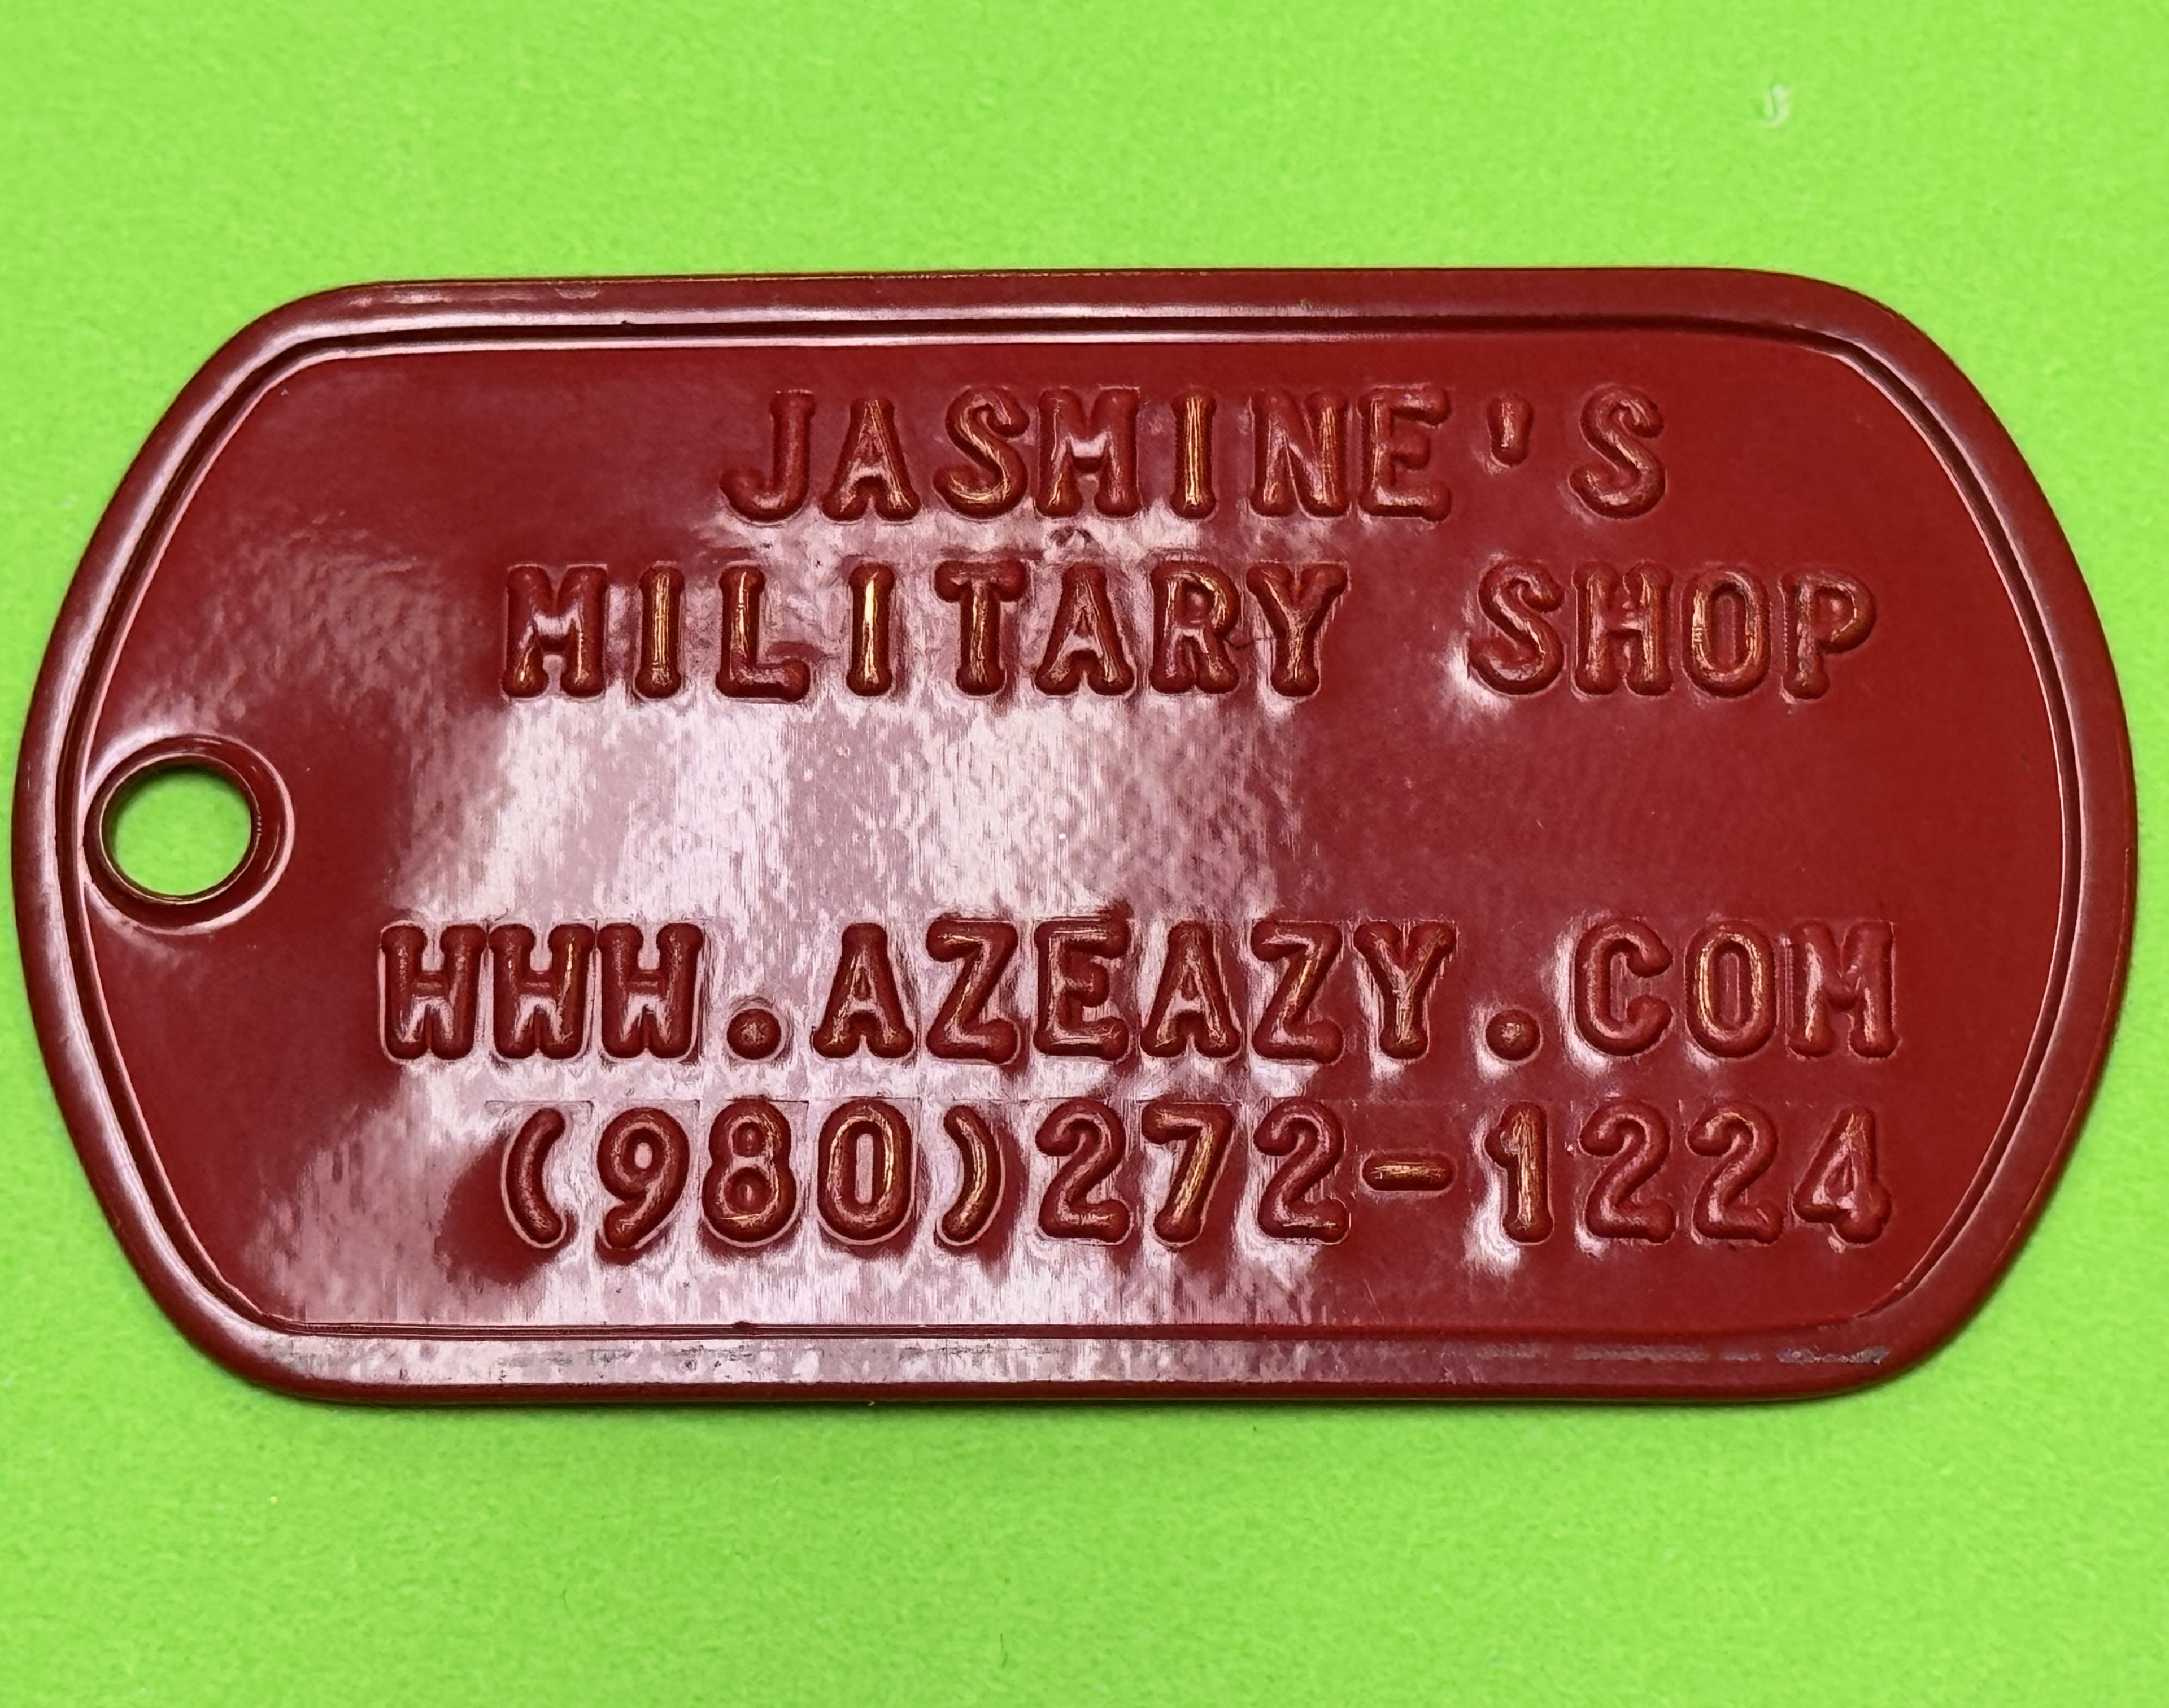 JASMINE'S
MILITARY SHOP
WWW.AZEAZY.COM
(980)272-1224